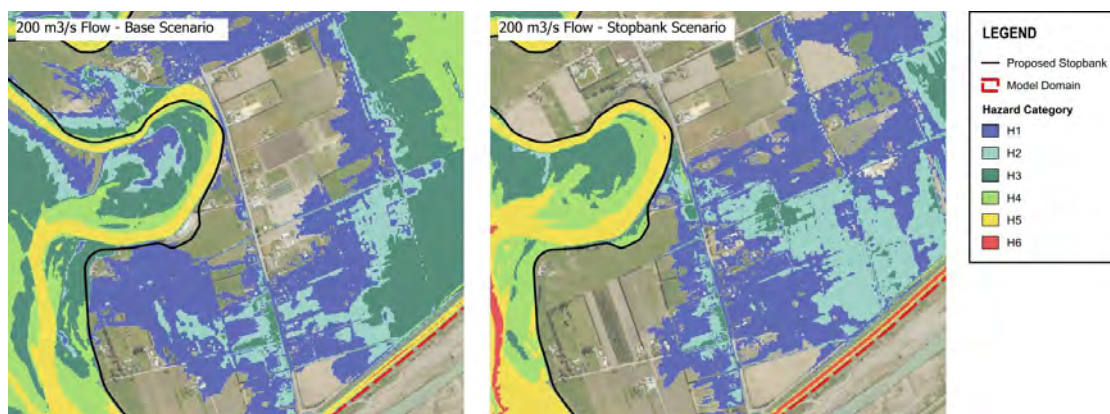 200 m3/s Flow - Base Scenario
200 m3/s Flow - Stopbank Scenario
LEGEND
Proposed Stopbank
Model Domain
Hazard Category
H1
H2
H3
H4
H5
H6